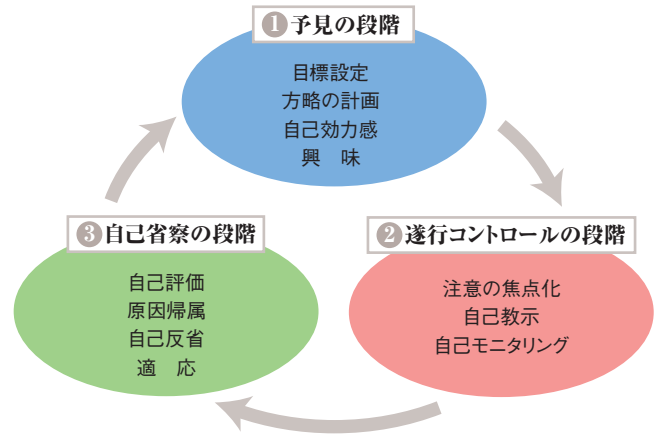 ❶予見の段階
目標設定
方略の計画
自己効力感
興　味
❷遂行コントロールの段階
注意の焦点化
自己教示
自己モニタリング
❸自己省察の段階
自己評価
原因帰属
自己反省
適　応